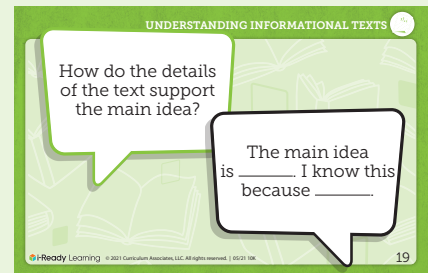 UNDERSTANDING INFORMATIONAL TEXTS
How do the details
of the text support
the main idea?
The main idea
is ______. I know this
because ______.
i-Ready Learning © 2021 Curriculum Associates, LLC. All rights reserved. | 05/21 10K
19